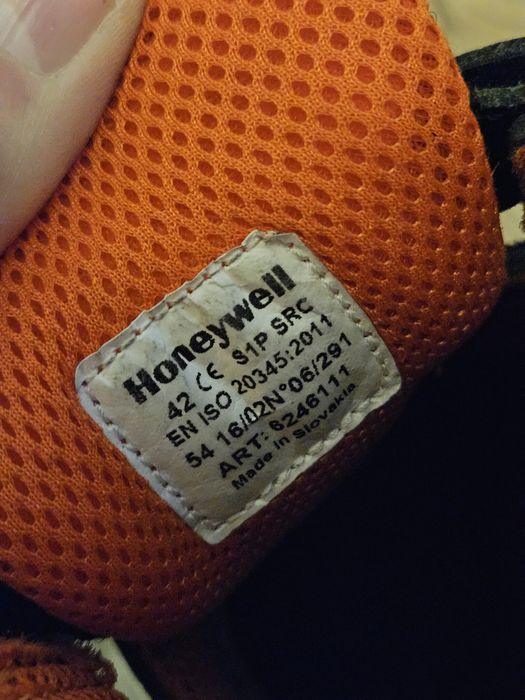 Honeywell
42 CE S1P SRC
EN ISO 20345:2011
54 16/02N°06/291
ART: 6246111
Made in Slovakia